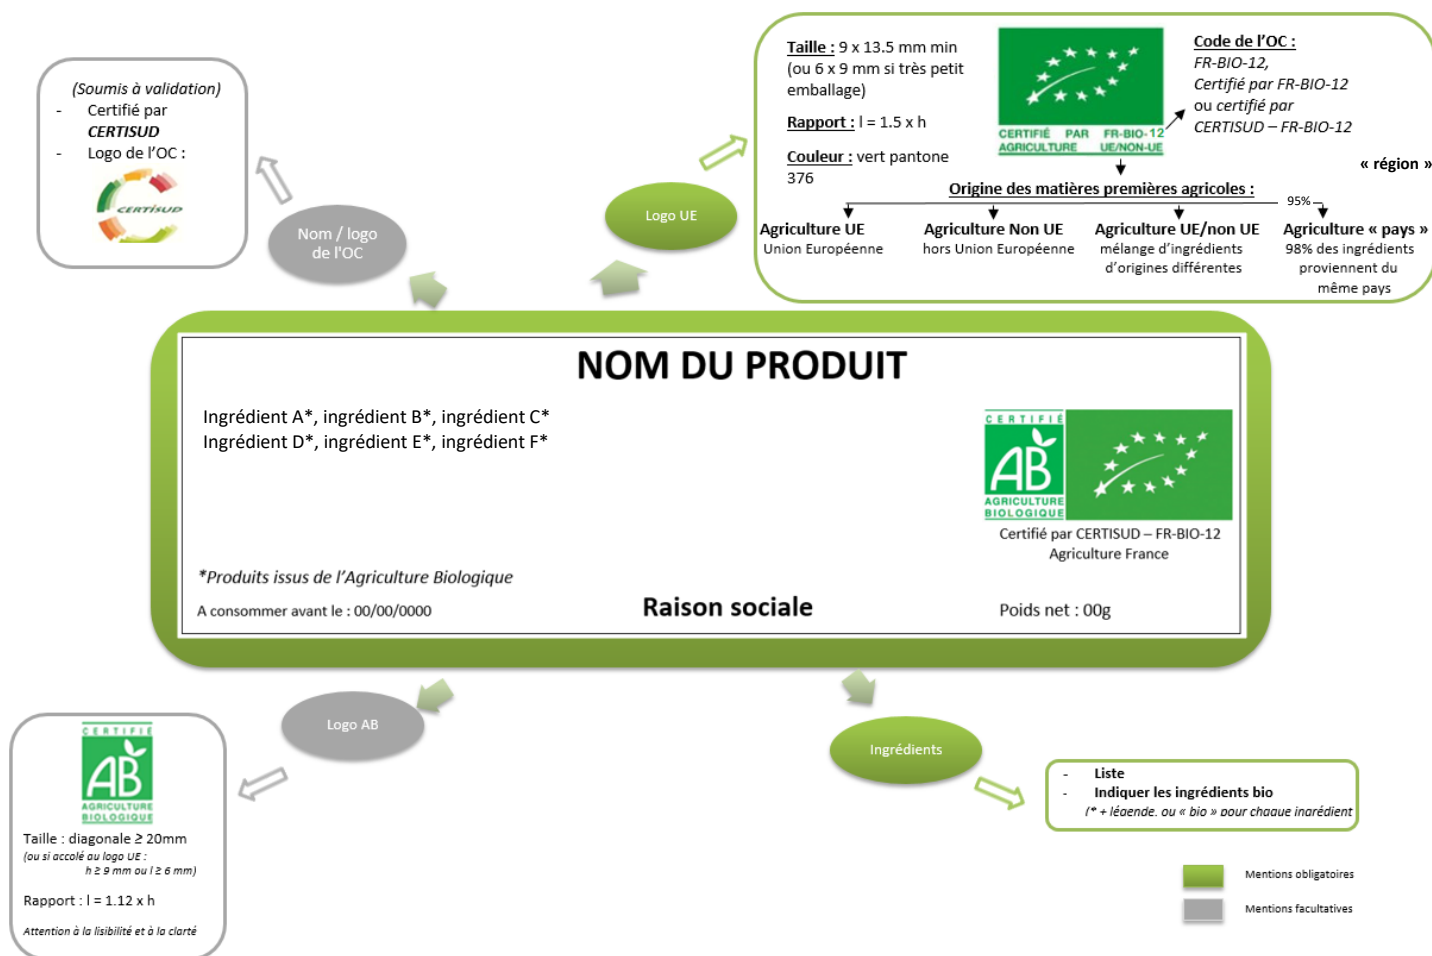 (Soumis à validation)
- Certifié par
CERTISUD
- Logo de l'OC :
CERTISUD
Nom / logo
de l'OC
Logo UE
Taille : 9 x 13.5 mm min
(ou 6 x 9 mm si très petit
emballage)
Rapport : l = 1.5 x h
Couleur : vert pantone
376
CERTIFIÉ PAR FR-BIO-12
AGRICULTURE UE/NON-UE
Code de l'OC :
FR-BIO-12,
Certifié par FR-BIO-12
ou certifié par
CERTISUD – FR-BIO-12
« région »
Origine des matières premières agricoles :
95%
Agriculture UE
Union Européenne
Agriculture Non UE
hors Union Européenne
Agriculture UE/non UE
mélange d'ingrédients
d'origines différentes
Agriculture « pays »
98% des ingrédients
proviennent du
même pays
NOM DU PRODUIT
Ingrédient A*, ingrédient B*, ingrédient C*
Ingrédient D*, ingrédient E*, ingrédient F*
CERTIFIÉ
AB
AGRICULTURE
BIOLOGIQUE
Certifié par CERTISUD – FR-BIO-12
Agriculture France
*Produits issus de l'Agriculture Biologique
A consommer avant le : 00/00/0000
Raison sociale
Poids net : 00g
Logo AB
CERTIFIÉ
AB
AGRICULTURE
BIOLOGIQUE
Taille : diagonale ≥ 20mm
(ou si accolé au logo UE :
h ≥ 9 mm ou l ≥ 6 mm)
Rapport : l = 1.12 x h
Attention à la lisibilité et à la clarté
Ingrédients
- Liste
- Indiquer les ingrédients bio
(* + légende, ou « bio » pour chaque ingrédient
Mentions obligatoires
Mentions facultatives